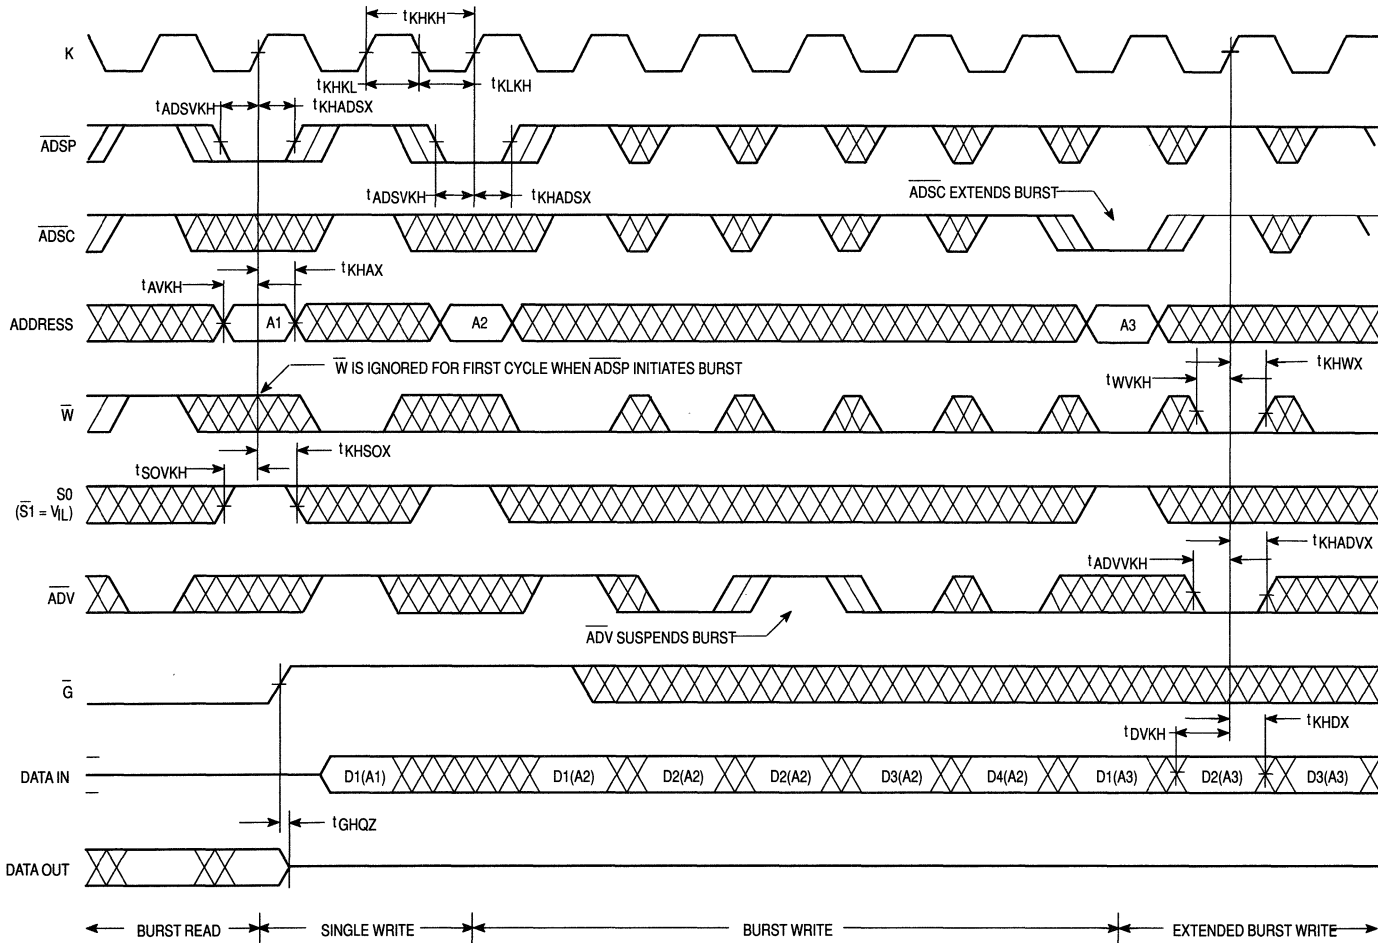 tKHKH
K
tKHKL
tKLKH
tADSVKH
tKHADSX
ADSP
tADSVKH
tKHADSX
ADSC EXTENDS BURST
ADSC
tKHAX
tAVKH
ADDRESS
A1
A2
A3
W IS IGNORED FOR FIRST CYCLE WHEN ADSP INITIATES BURST
tKHWX
tWVKH
W
tKHSOX
tSOVKH
S0
(S1 = VIL)
tKHADVX
tADVVKH
ADV
ADV SUSPENDS BURST
G
tKHDX
tDVKH
DATA IN
D1(A1)
D1(A2)
D2(A2)
D2(A2)
D3(A2)
D4(A2)
D1(A3)
D2(A3)
D3(A3)
tGHQZ
DATA OUT
BURST READ
SINGLE WRITE
BURST WRITE
EXTENDED BURST WRITE